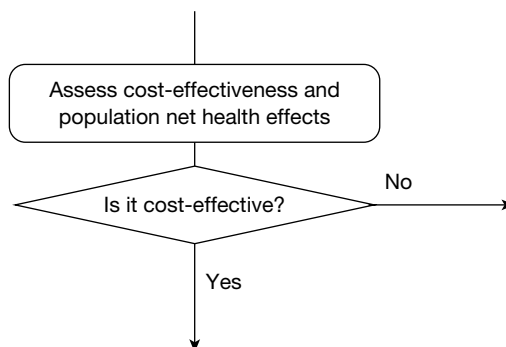 Assess cost-effectiveness and
population net health effects
No
Is it cost-effective?
Yes